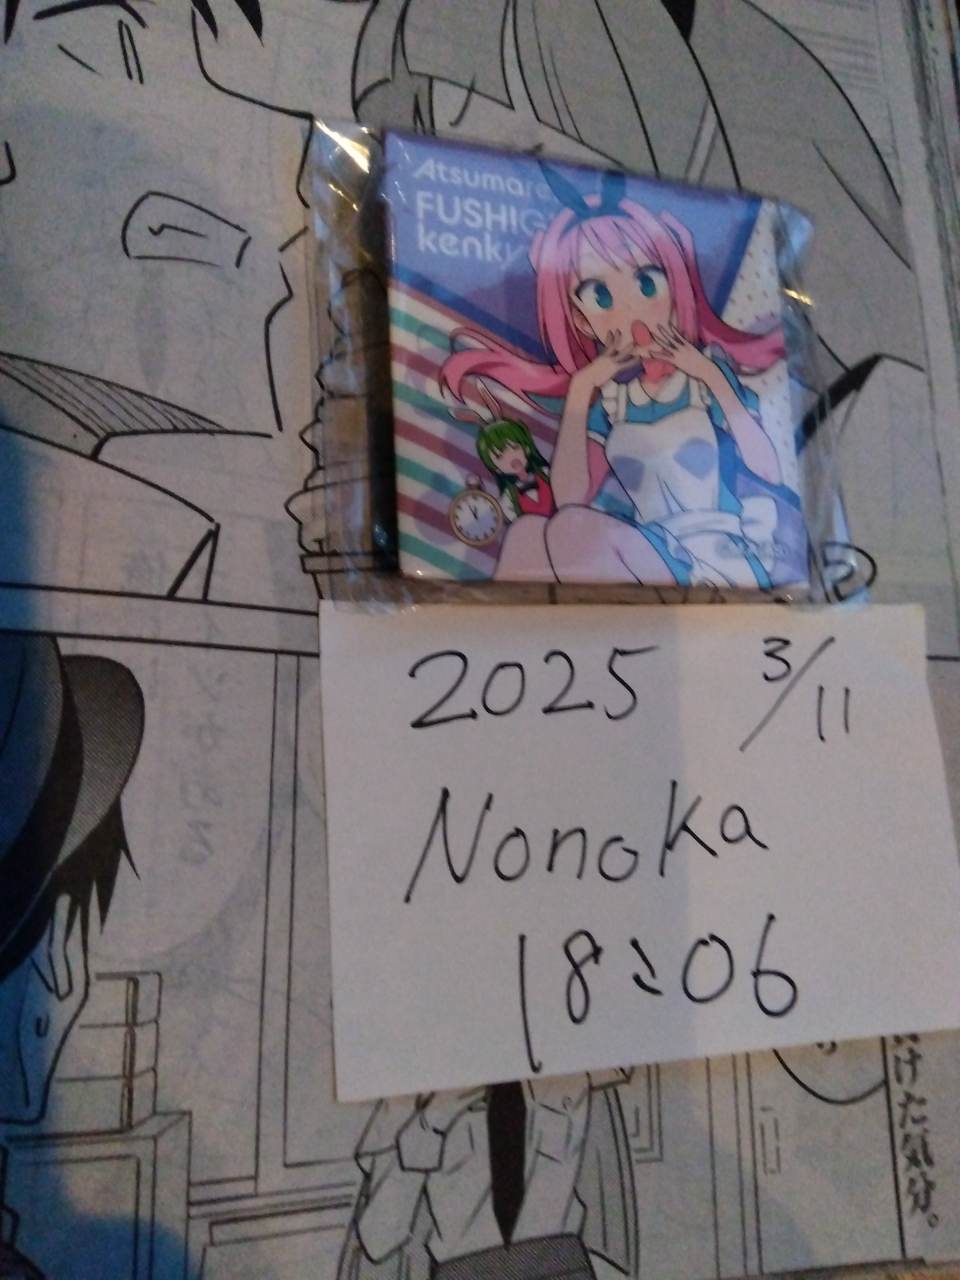 Atsumare
FUSHIG
kenky
2025 3/11
Nonoka
18:06
けた気分。